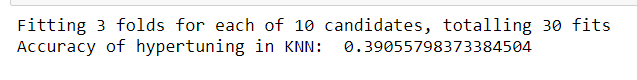 Fitting 3 folds for each of 10 candidates, totalling 30 fits
Accuracy of hypertuning in KNN:  0.39055798373384504